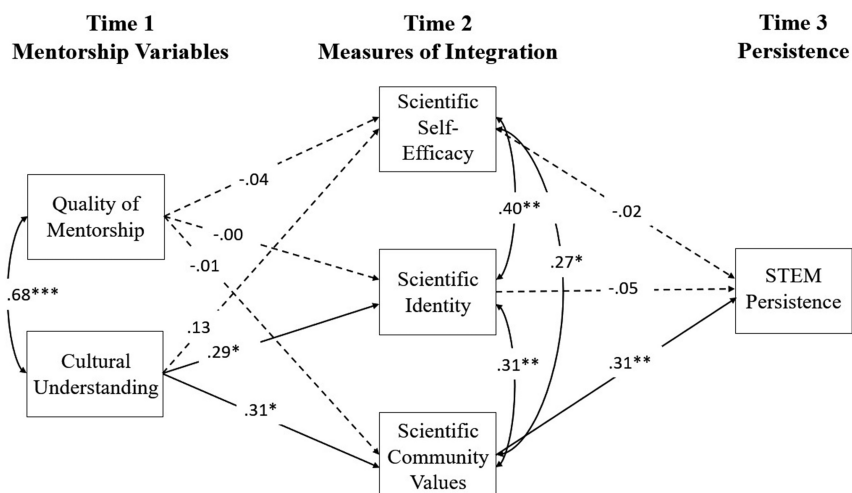 Time 1
Mentorship Variables
Time 2
Measures of Integration
Time 3
Persistence
Scientific
Self-
Efficacy
-.04
Quality of
Mentorship
-.00
.40**
-.02
-.01
.27*
STEM
Persistence
Scientific
Identity
-.05
.68***
.13
.29*
Cultural
Understanding
.31**
.31**
.31*
Scientific
Community
Values